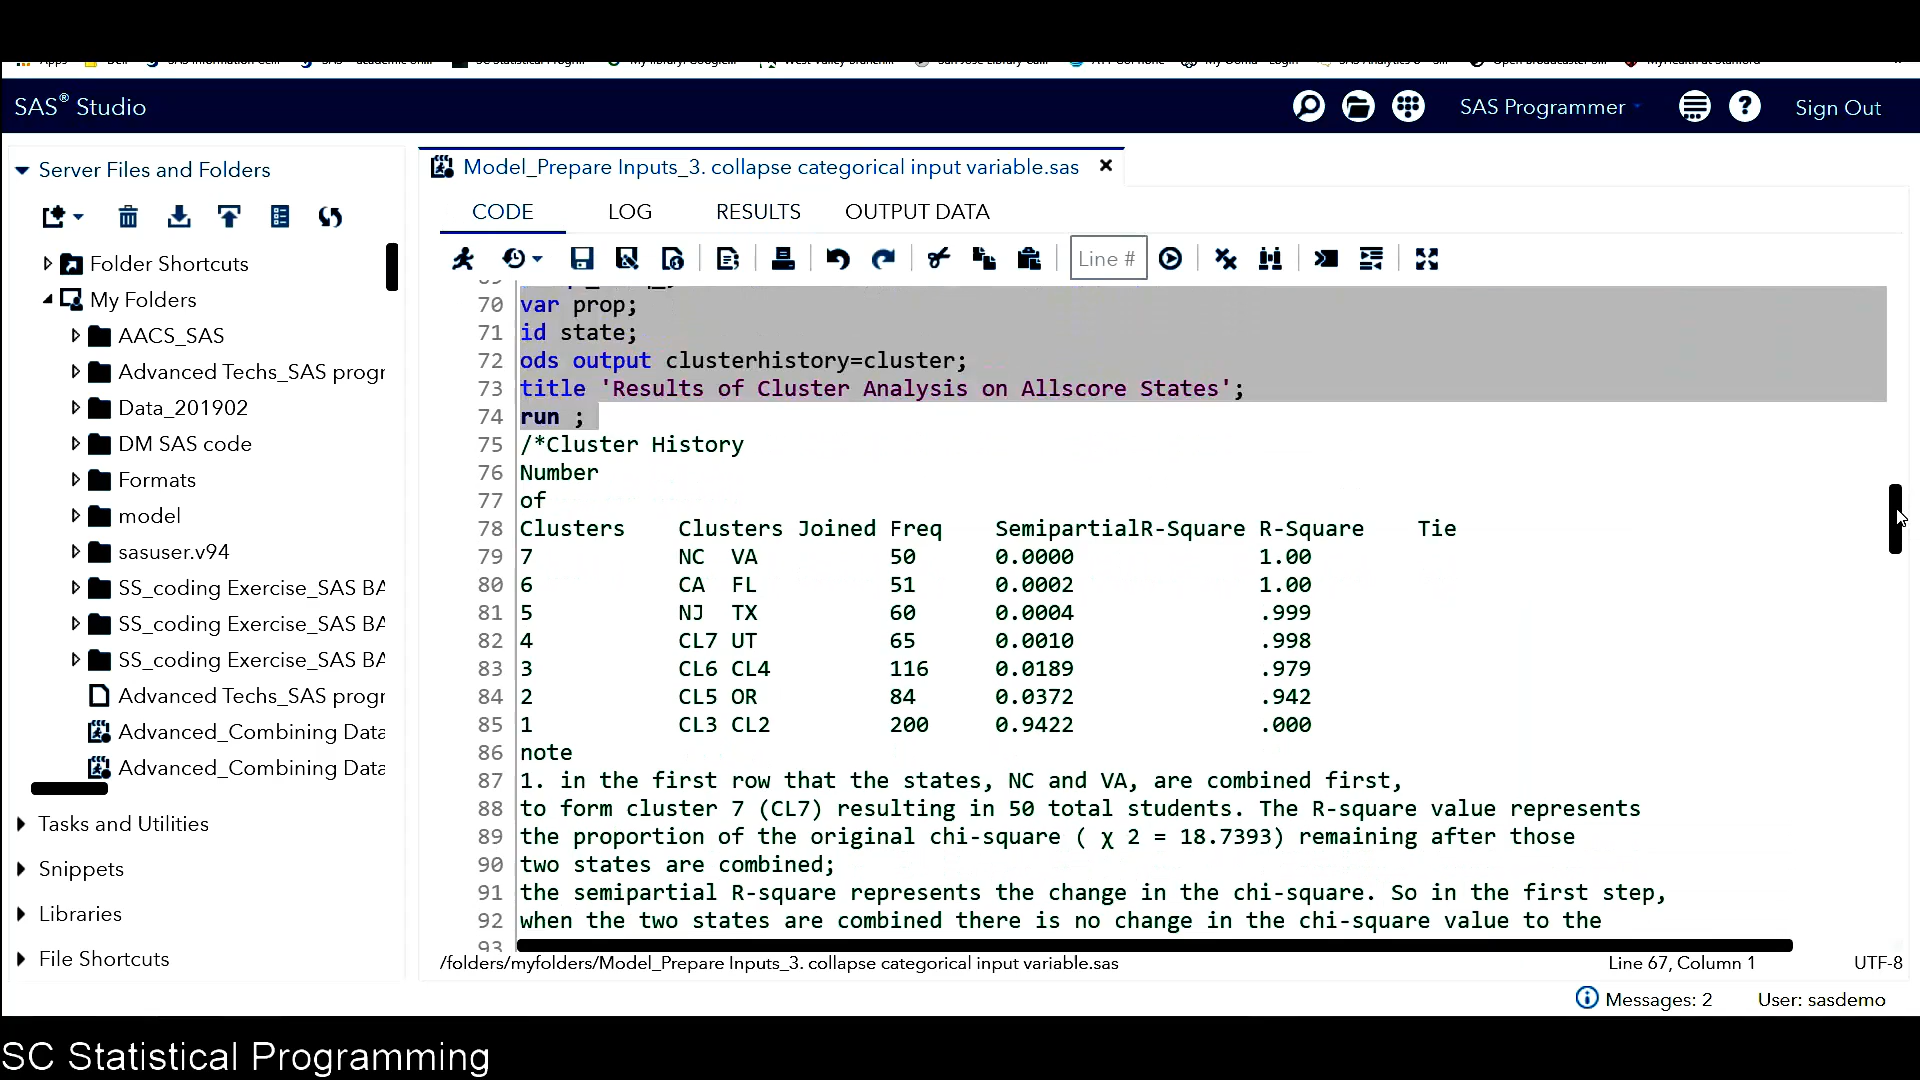 SAS® Studio
SAS Programmer
Sign Out
Server Files and Folders
Folder Shortcuts
My Folders
AACS_SAS
Advanced Techs_SAS progr
Data_201902
DM SAS code
Formats
model
sasuser.v94
SS_coding Exercise_SAS BA
SS_coding Exercise_SAS BA
SS_coding Exercise_SAS BA
Advanced Techs_SAS progr
Advanced_Combining Data
Advanced_Combining Data
Tasks and Utilities
Snippets
Libraries
File Shortcuts
Model_Prepare Inputs_3. collapse categorical input variable.sas
CODE LOG RESULTS OUTPUT DATA
Line #
70 var prop;
71 id state;
72 ods output clusterhistory=cluster;
73 title 'Results of Cluster Analysis on Allscore States';
74 run ;
75 /*Cluster History
76 Number
77 of
78 Clusters Clusters Joined Freq SemipartialR-Square R-Square Tie
79 7 NC VA 50 0.0000 1.00
80 6 CA FL 51 0.0002 1.00
81 5 NJ TX 60 0.0004 .999
82 4 CL7 UT 65 0.0010 .998
83 3 CL6 CL4 116 0.0189 .979
84 2 CL5 OR 84 0.0372 .942
85 1 CL3 CL2 200 0.9422 .000
86 note
87 1. in the first row that the states, NC and VA, are combined first,
88 to form cluster 7 (CL7) resulting in 50 total students. The R-square value represents
89 the proportion of the original chi-square ( χ 2 = 18.7393) remaining after those
90 two states are combined;
91 the semipartial R-square represents the change in the chi-square. So in the first step,
92 when the two states are combined there is no change in the chi-square value to the
93
/folders/myfolders/Model_Prepare Inputs_3. collapse categorical input variable.sas
Line 67, Column 1
UTF-8
Messages: 2
User: sasdemo
SC Statistical Programming